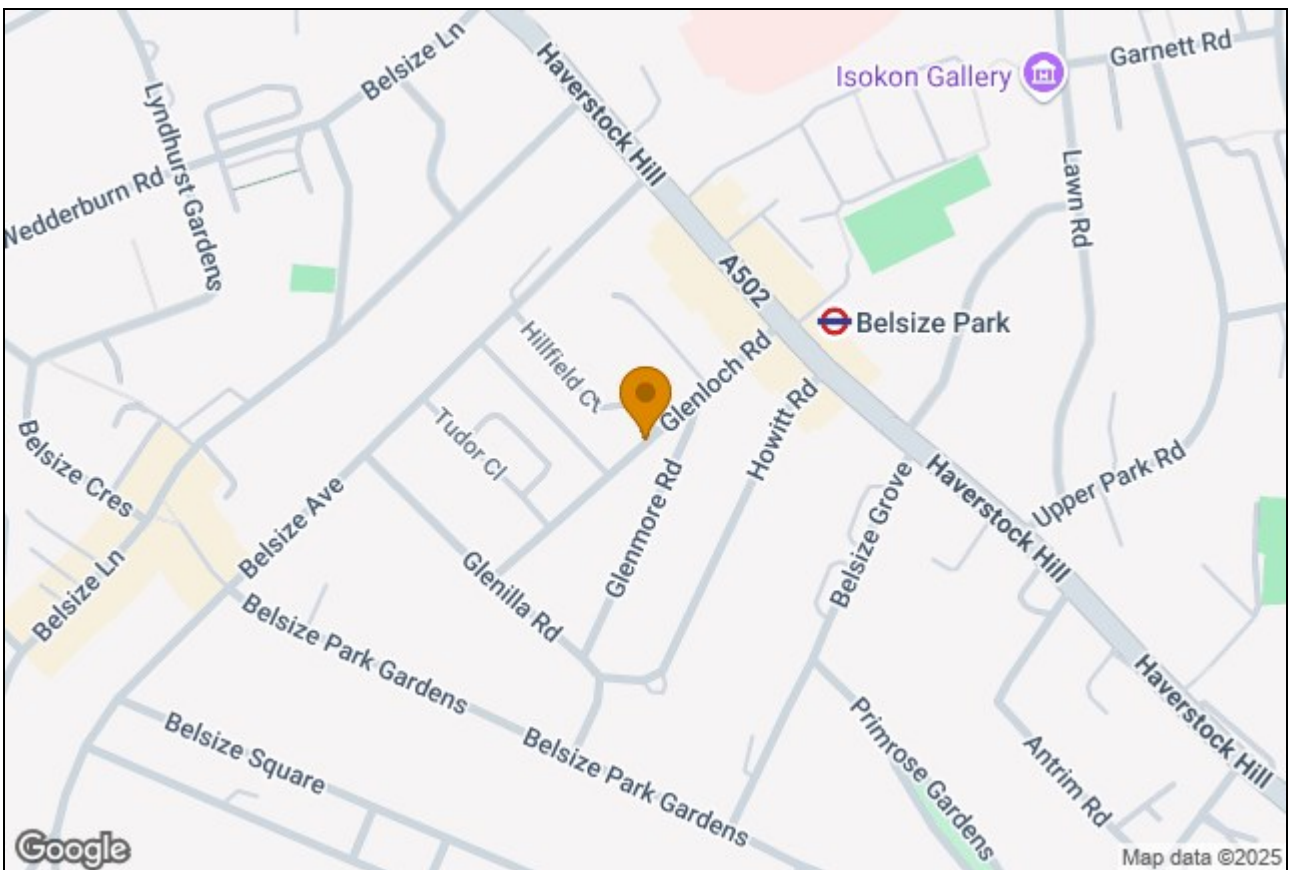 Belsize Ln
Haverstock Hill
Garnett Rd
Isokon Gallery
Lyndhurst Gardens
Wedderburn Rd
Lawn Rd
A502
Belsize Park
Hillfield Ct
Glenloch Rd
Howitt Rd
Tudor Cl
Belsize Cres
Belsize Ave
Glenmore Rd
Belsize Grove
Haverstock Hill
Upper Park Rd
Belsize Ln
Glenilla Rd
Belsize Park Gardens
Belsize Square
Belsize Park Gardens
Primrose Gardens
Antrim Rd
Haverstock Hill
Google
Map data ©2025